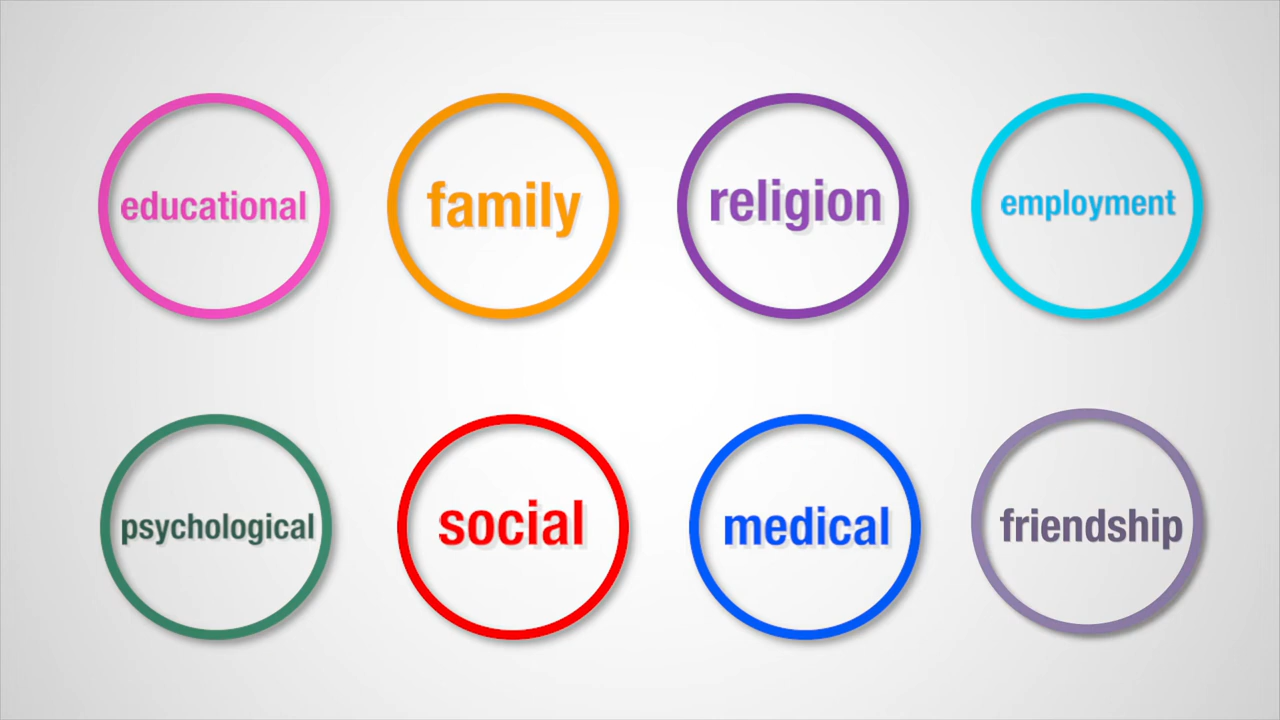 educational
family
religion
employment
psychological
social
medical
friendship